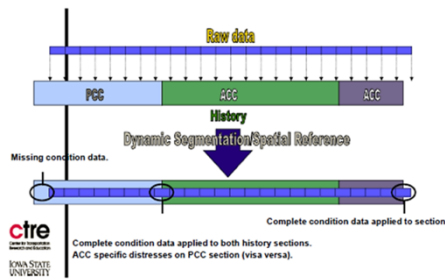 Raw data
PCC
ACC
ACC
History
Dynamic Segmentation/Spatial Reference
Missing condition data.
Complete condition data applied to section
ctre
Center for Transportation
Research and Education
IOWA STATE
UNIVERSITY
Complete condition data applied to both history sections.
ACC specific distresses on PCC section (visa versa).